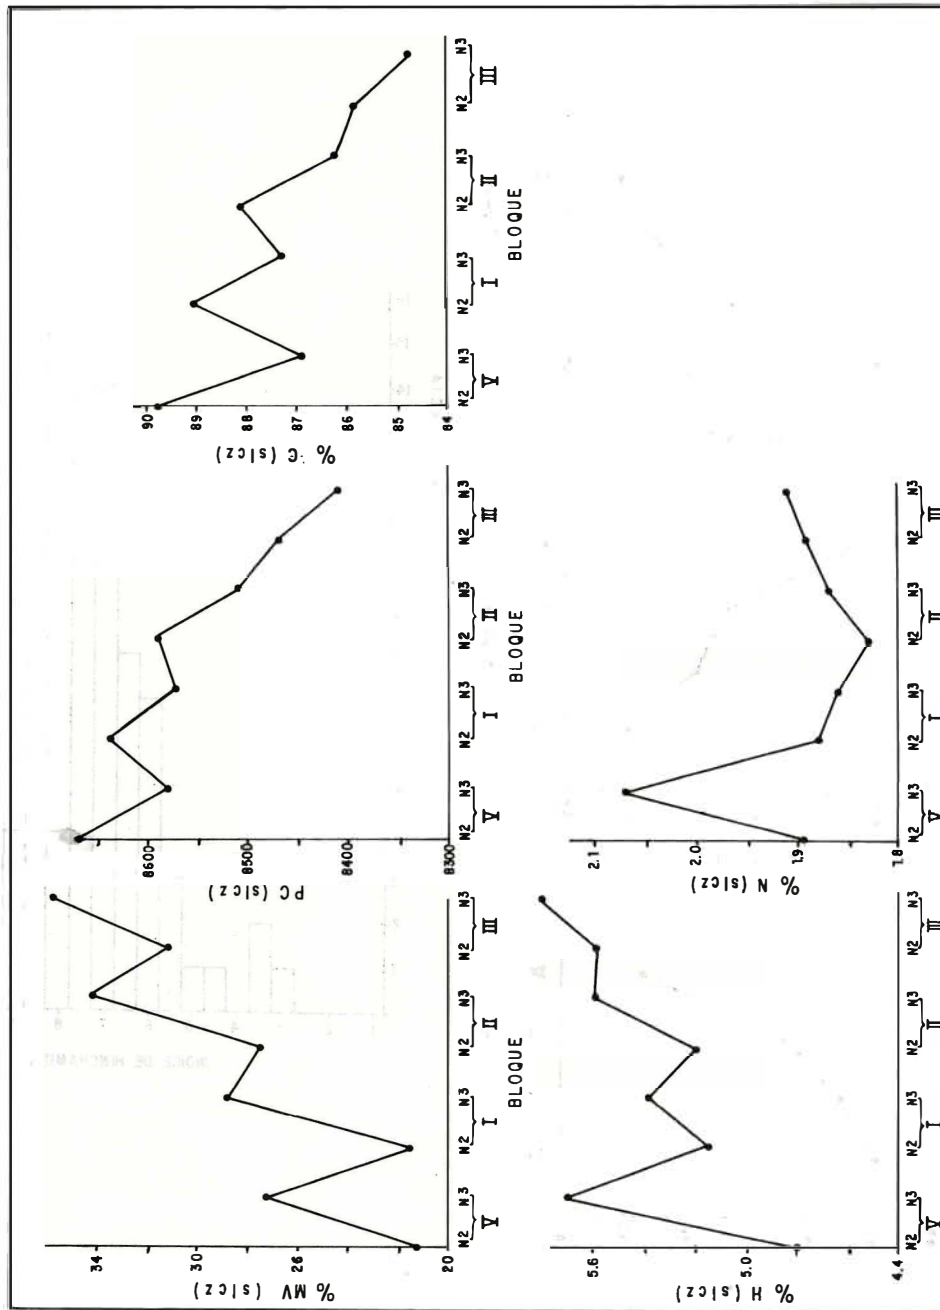 % MV (s|cz)
34
30
26
20
N2 N3 N2 N3 N2 N3 N2 N3
V I II III
BLOQUE
PC (s|cz)
8600
8500
8400
8300
N2 N3 N2 N3 N2 N3 N2 N3
V I II III
BLOQUE
% C (s|cz)
90
89
88
87
86
85
84
N2 N3 N2 N3 N2 N3 N2 N3
V I II III
BLOQUE
% H (s|cz)
5.6
5.0
4.4
N2 N3 N2 N3 N2 N3 N2 N3
V I II III
% N (s|cz)
2.1
2.0
1.9
1.8
N2 N3 N2 N3 N2 N3 N2 N3
V I II III